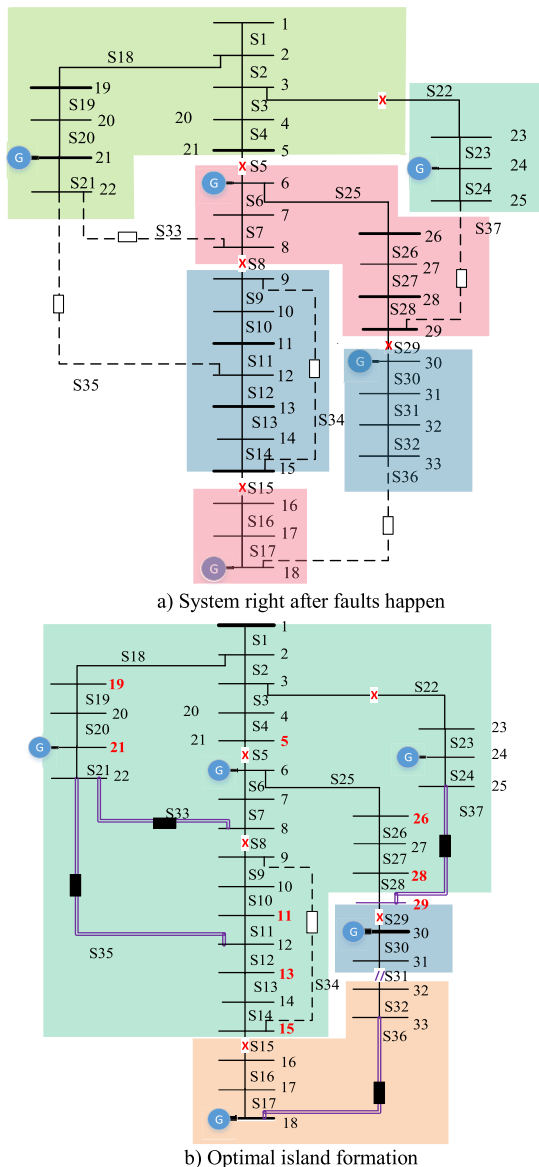 1
S1
S18
2
S2
19
3
S22
X
S19
S3
20
20
4
23
S20
S4
S23
G
21
21
5
G
24
X S5
S24
S21
22
G
6
25
S6
S25
7
S37
S33
S7
26
8
S26
X S8
27
9
S27
S9
28
10
S28
S10
29
11
X S29
S11
G
30
12
S30
S35
S12
31
13
S31
S13
S34
32
14
S32
S14
33
15
S36
X S15
16
S16
17
S17
G
18
a) System right after faults happen
1
S1
S18
2
S2
19
3
S22
X
S19
S3
20
20
4
23
S20
S4
S23
G
21
21
5
G
24
X S5
S24
S21
22
G
6
25
S25
S6
S37
7
26
S33
S7
S26
8
27
X S8
S27
9
28
S9
S28
10
29
S10
X S29
11
G
30
S11
S30
12
31
S35
S12
// S31
13
32
S13
S34
S32
14
33
S14
S36
15
X S15
16
S16
17
S17
G
18
b) Optimal island formation